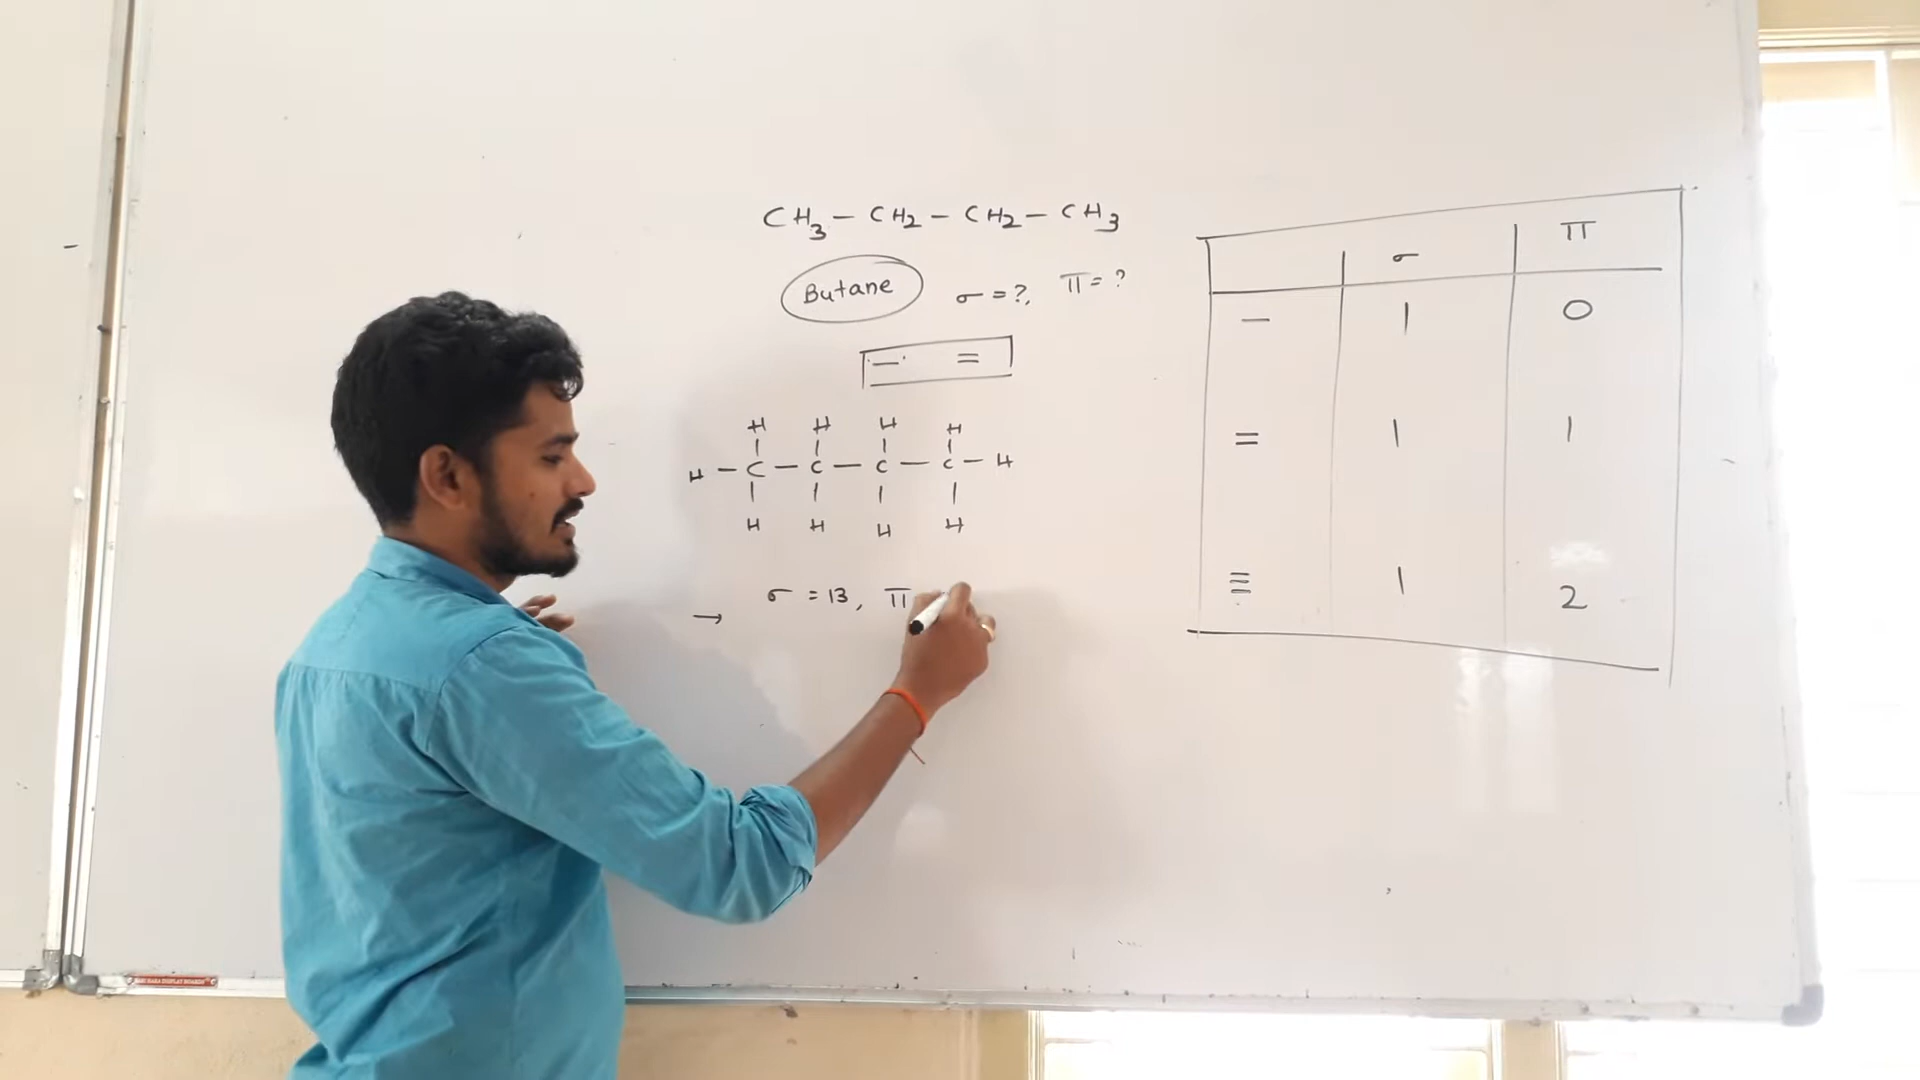 CH₃ – CH₂ – CH₂ – CH₃
Butane σ = ?, π = ?
– =
H H H H
H – C – C – C – C – H
H H H H
→ σ = 13, π
σ π
– 1 0
= 1 1
≡ 1 2